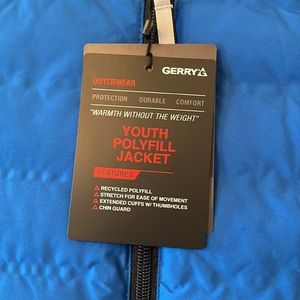 GERRY
OUTERWEAR
PROTECTION DURABLE COMFORT
"WARMTH WITHOUT THE WEIGHT"
YOUTH
POLYFILL
JACKET
FEATURES
RECYCLED POLYFILL
STRETCH FOR EASE OF MOVEMENT
EXTENDED CUFFS W/ THUMBHOLES
CHIN GUARD